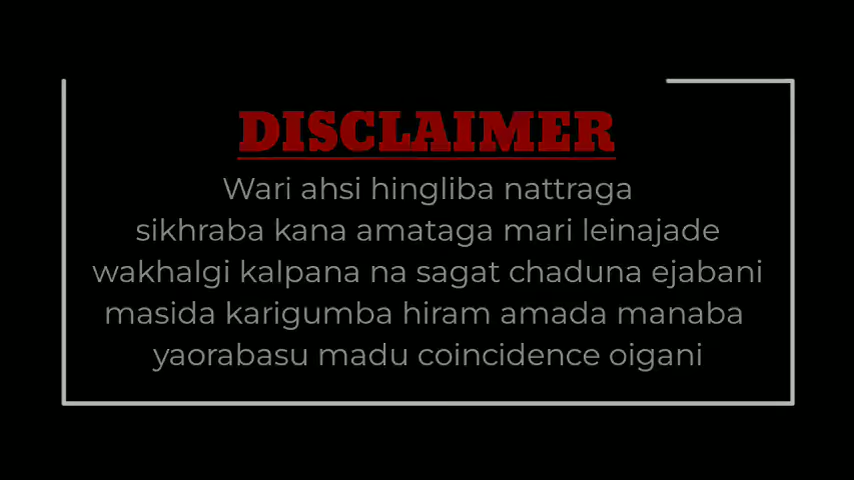 DISCLAIMER
Wari ahsi hingliba nattraga
sikhraba kana amataga mari leinajade
wakhalgi kalpana na sagat chaduna ejabani
masida karigumba hiram amada manaba
yaorabasu madu coincidence oigani